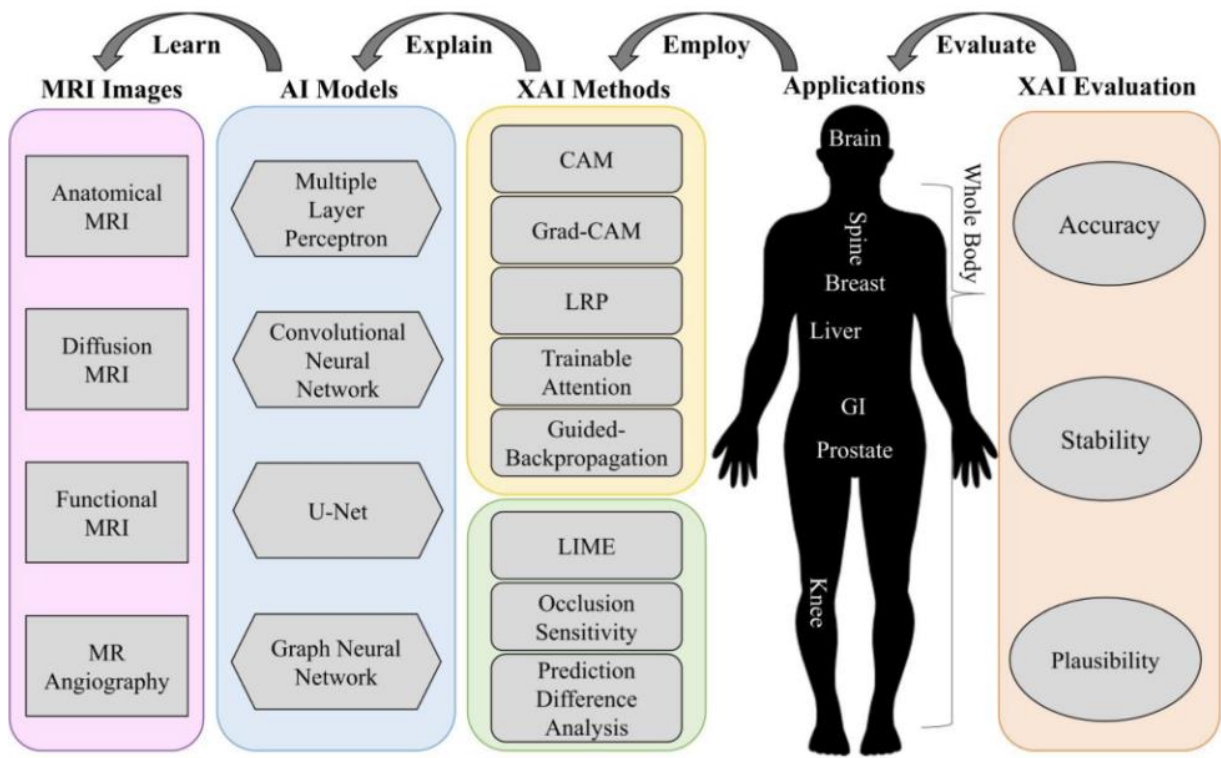 Learn
Explain
Employ
Evaluate
MRI Images
AI Models
XAI Methods
Applications
XAI Evaluation
Anatomical
MRI
Diffusion
MRI
Functional
MRI
MR
Angiography
Multiple
Layer
Perceptron
Convolutional
Neural
Network
U-Net
Graph Neural
Network
CAM
Grad-CAM
LRP
Trainable
Attention
Guided-
Backpropagation
LIME
Occlusion
Sensitivity
Prediction
Difference
Analysis
Brain
Spine
Breast
Liver
GI
Prostate
Knee
Whole Body
Accuracy
Stability
Plausibility